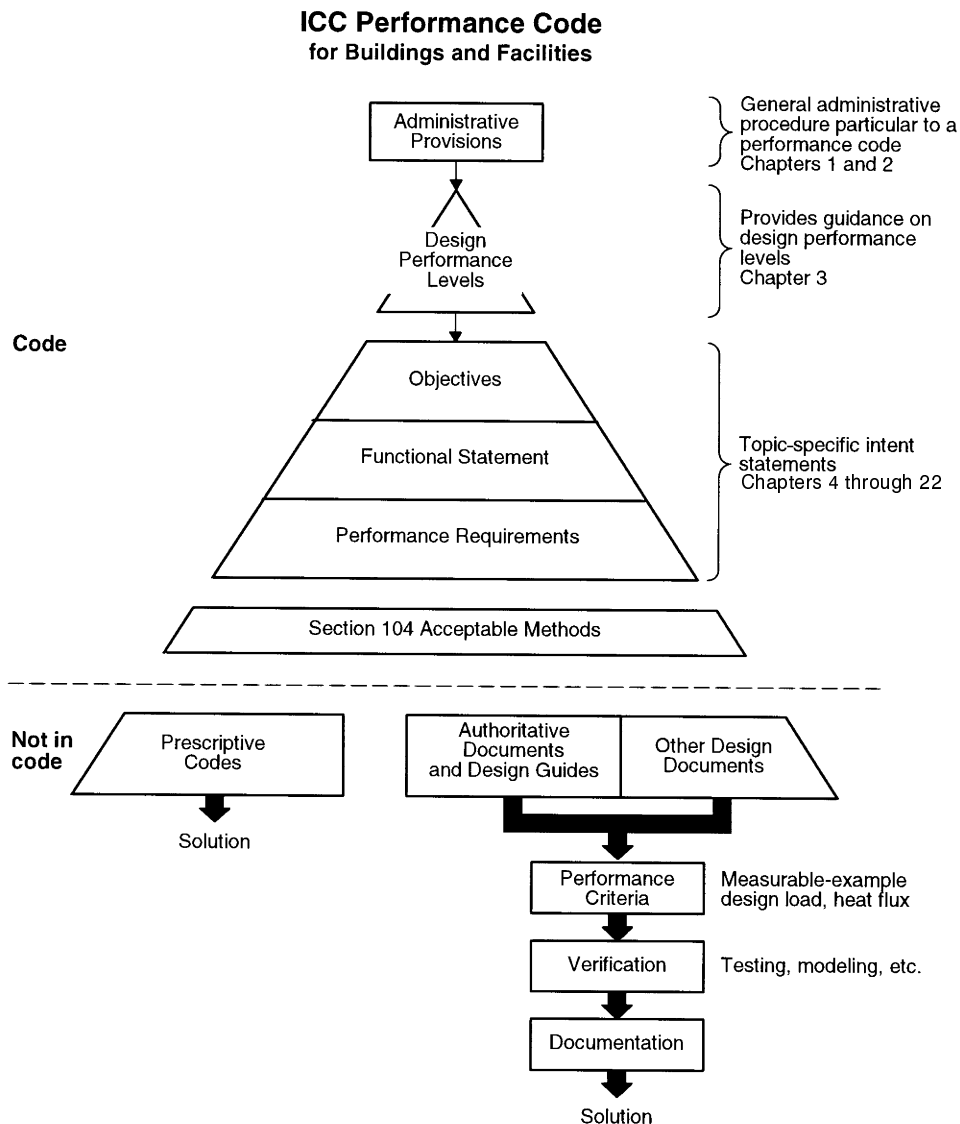 ICC Performance Code
for Buildings and Facilities
Administrative
Provisions
General administrative
procedure particular to a
performance code
Chapters 1 and 2
Design
Performance
Levels
Provides guidance on
design performance
levels
Chapter 3
Code
Objectives
Functional Statement
Performance Requirements
Topic-specific intent
statements
Chapters 4 through 22
Section 104 Acceptable Methods
Not in
code
Prescriptive
Codes
Solution
Authoritative
Documents
and Design Guides
Other Design
Documents
Performance
Criteria
Measurable-example
design load, heat flux
Verification
Testing, modeling, etc.
Documentation
Solution